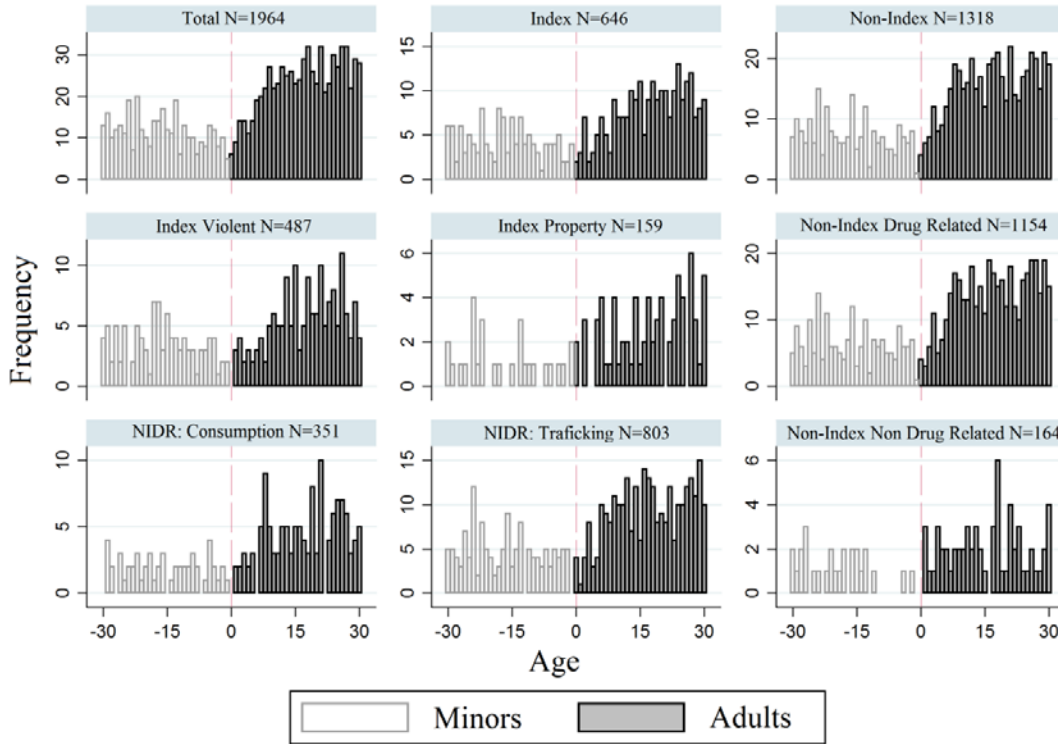 Total N=1964
Index N=646
Non-Index N=1318
0 10 20 30
0 5 10 15
0 10 20
Index Violent N=487
Index Property N=159
Non-Index Drug Related N=1154
0 5 10
0 2 4 6
0 10 20
Frequency
NIDR: Consumption N=351
NIDR: Traficking N=803
Non-Index Non Drug Related N=164
0 5 10
0 5 10 15
0 2 4 6
-30 -15 0 15 30
-30 -15 0 15 30
-30 -15 0 15 30
Age
Minors
Adults